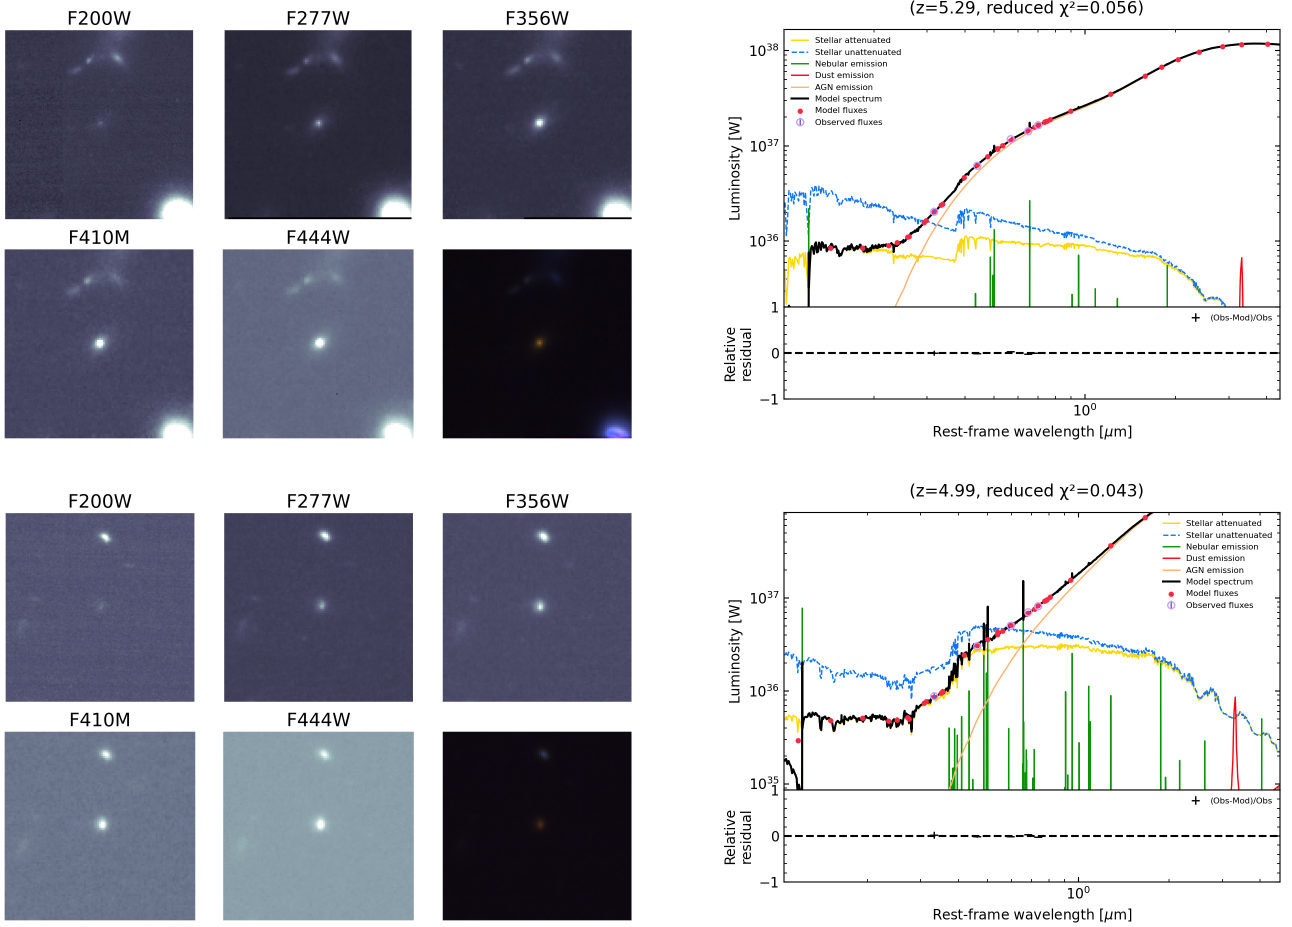 F200W
F277W
F356W
F410M
F444W
(z=5.29, reduced χ²=0.056)
Luminosity [W]
10³⁸
10³⁷
10³⁶
Stellar attenuated
Stellar unattenuated
Nebular emission
Dust emission
AGN emission
Model spectrum
Model fluxes
Observed fluxes
Relative
residual
1
0
−1
(Obs-Mod)/Obs
10⁰
Rest-frame wavelength [μm]
F200W
F277W
F356W
F410M
F444W
(z=4.99, reduced χ²=0.043)
Luminosity [W]
10³⁷
10³⁶
10³⁵
Stellar attenuated
Stellar unattenuated
Nebular emission
Dust emission
AGN emission
Model spectrum
Model fluxes
Observed fluxes
Relative
residual
1
0
−1
(Obs-Mod)/Obs
10⁰
Rest-frame wavelength [μm]